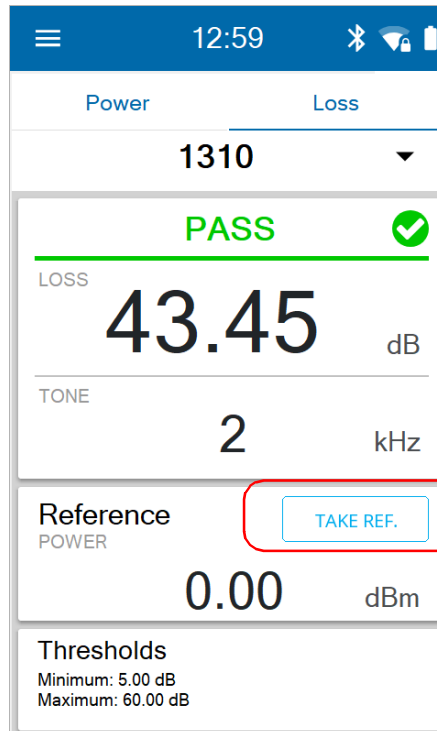 12:59
Power Loss
1310
PASS
LOSS
43.45 dB
TONE
2 kHz
Reference TAKE REF.
POWER
0.00 dBm
Thresholds
Minimum: 5.00 dB
Maximum: 60.00 dB